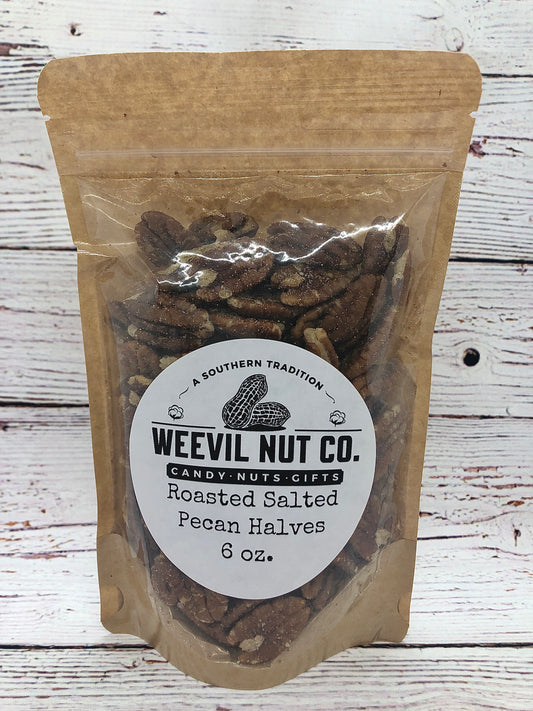 A SOUTHERN TRADITION
WEEVIL NUT CO.
CANDY·NUTS·GIFTS
Roasted Salted
Pecan Halves
6 oz.